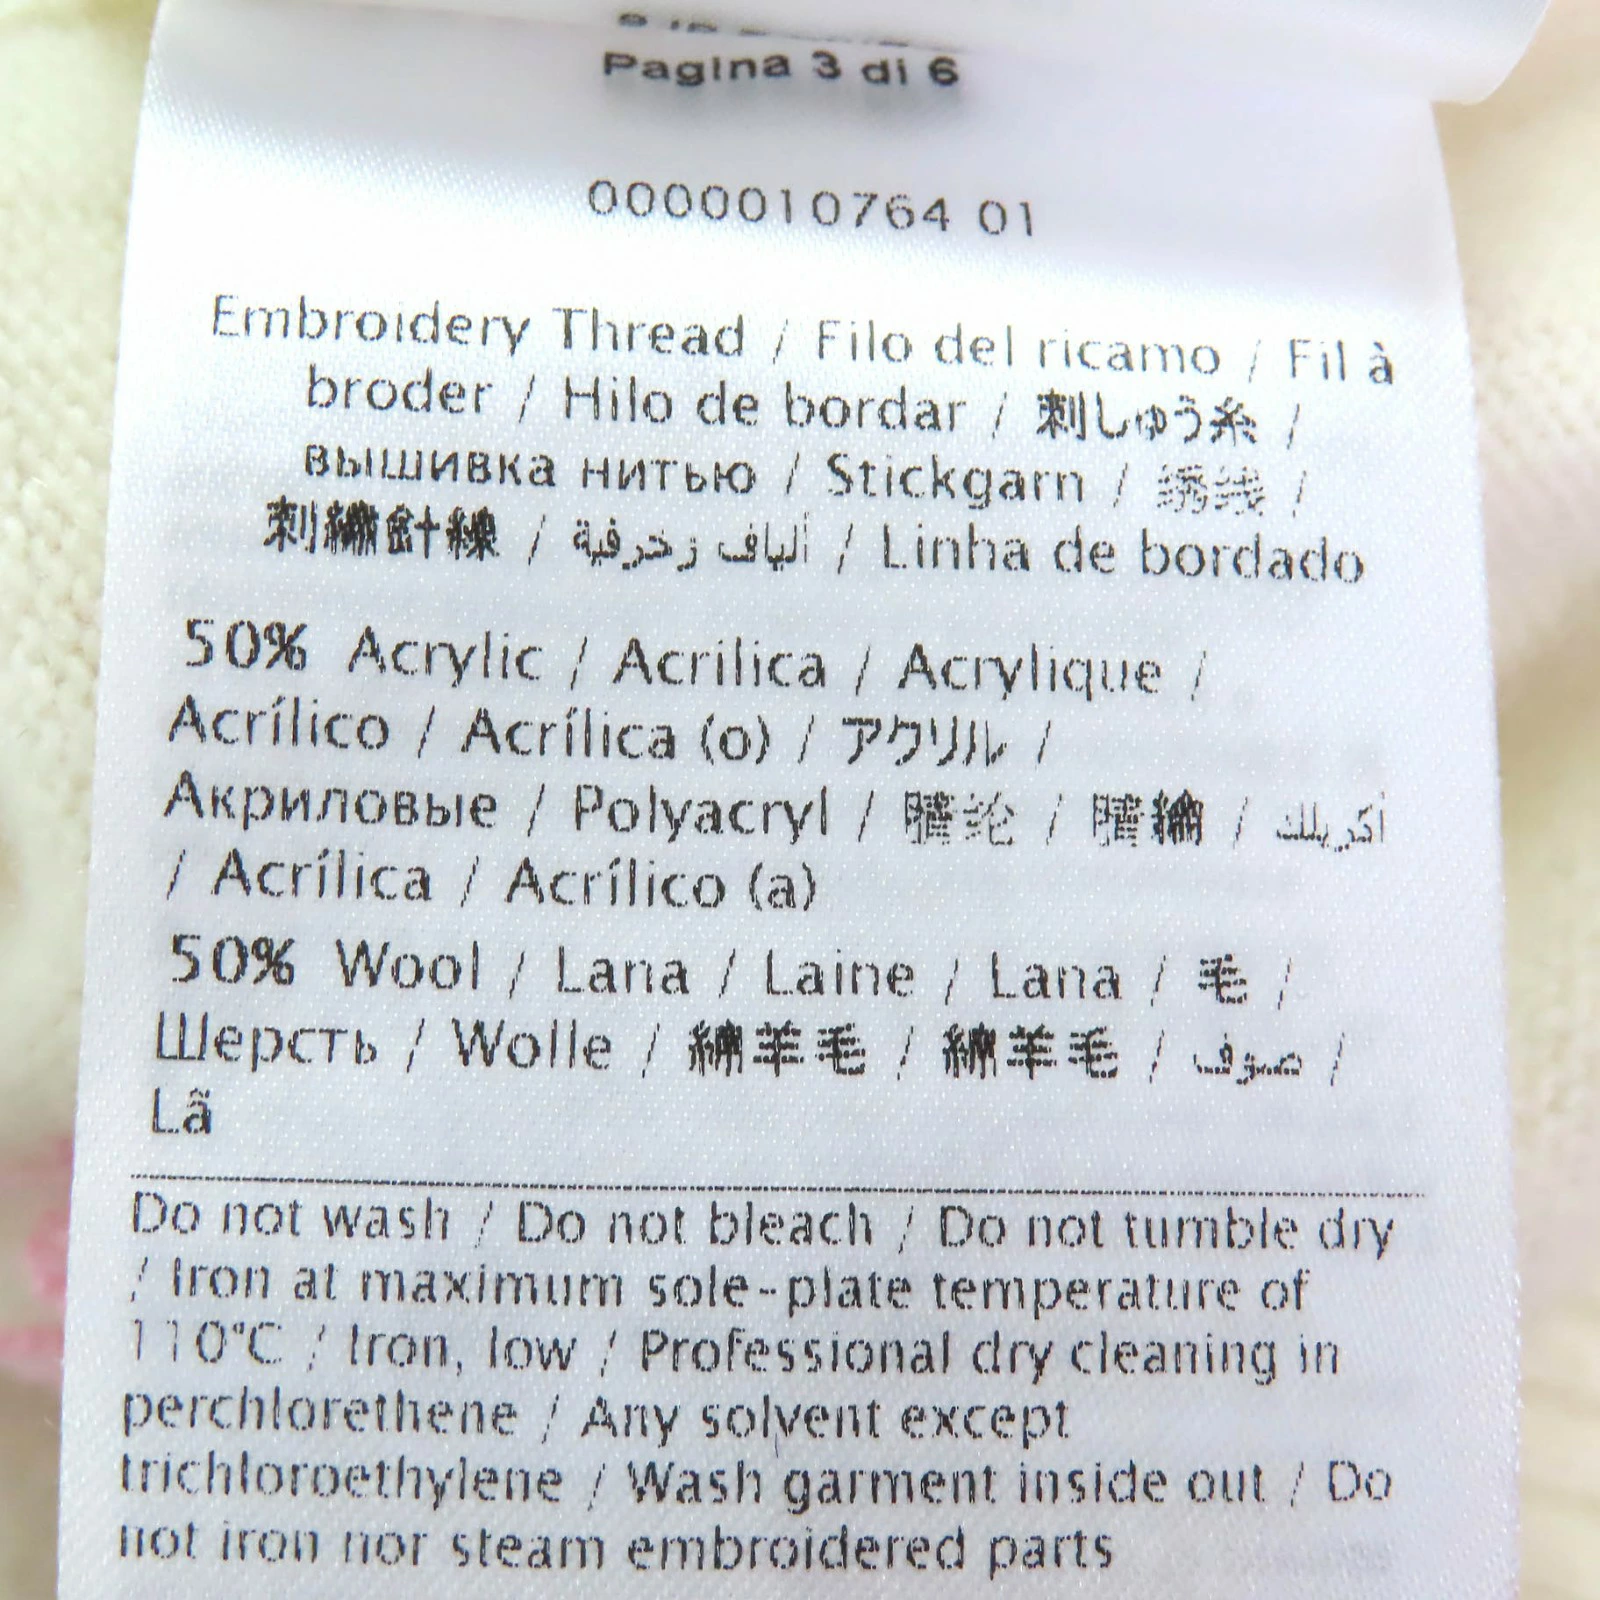 Pagina 3 di 6
0000010764 01
Embroidery Thread / Filo del ricamo / Fil à
broder / Hilo de bordar / 刺しゅう糸 /
вышивка нитью / Stickgarn / 绣线 /
刺繡針線 / ألياف زخرفية / Linha de bordado
50% Acrylic / Acrilica / Acrylique /
Acrílico / Acrílica (o) / アクリル /
Акриловые / Polyacryl / 腈纶 / 腈綸 / أكريلك
/ Acrílica / Acrílico (a)
50% Wool / Lana / Laine / Lana / 毛 /
Шерсть / Wolle / 綿羊毛 / 綿羊毛 / صوف /
Lã
Do not wash / Do not bleach / Do not tumble dry
/ Iron at maximum sole-plate temperature of
110°C / Iron, low / Professional dry cleaning in
perchlorethene / Any solvent except
trichloroethylene / Wash garment inside out / Do
not iron nor steam embroidered parts